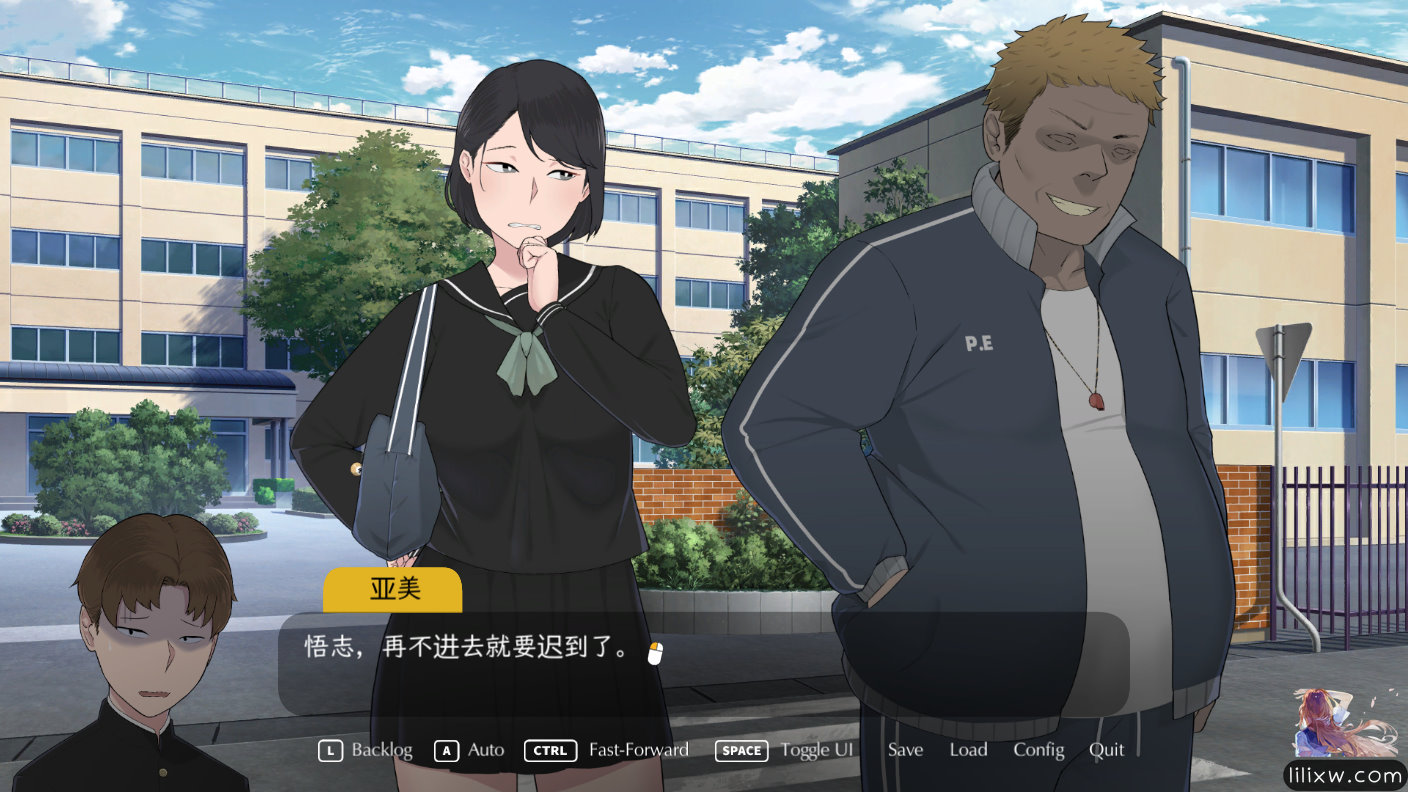 P.E
亚美
悟志，再不进去就要迟到了。
L Backlog A Auto CTRL Fast-Forward SPACE Toggle UI Save Load Config Quit
lilixw.com